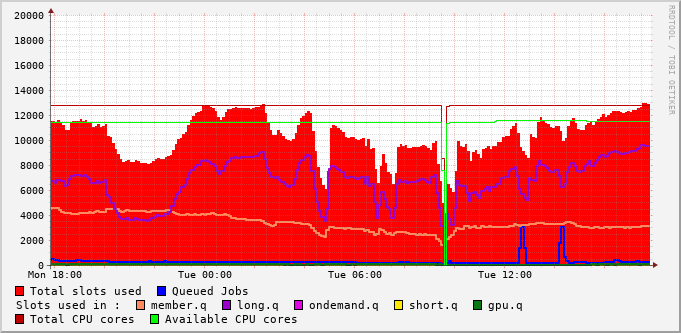 20000
18000
16000
14000
12000
10000
8000
6000
4000
2000
0
Mon 18:00 Tue 00:00 Tue 06:00 Tue 12:00
RRDTOOL / TOBI OETIKER
Total slots used Queued Jobs
Slots used in : member.q long.q ondemand.q short.q gpu.q
Total CPU cores Available CPU cores